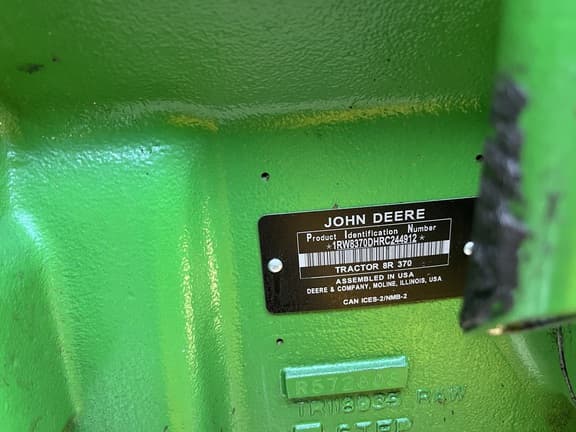 JOHN DEERE
Product Identification Number
*1RW8370DHRC244912*
TRACTOR 8R 370
ASSEMBLED IN USA
DEERE & COMPANY, MOLINE, ILLINOIS, USA
CAN ICES-2/NMB-2
RAW